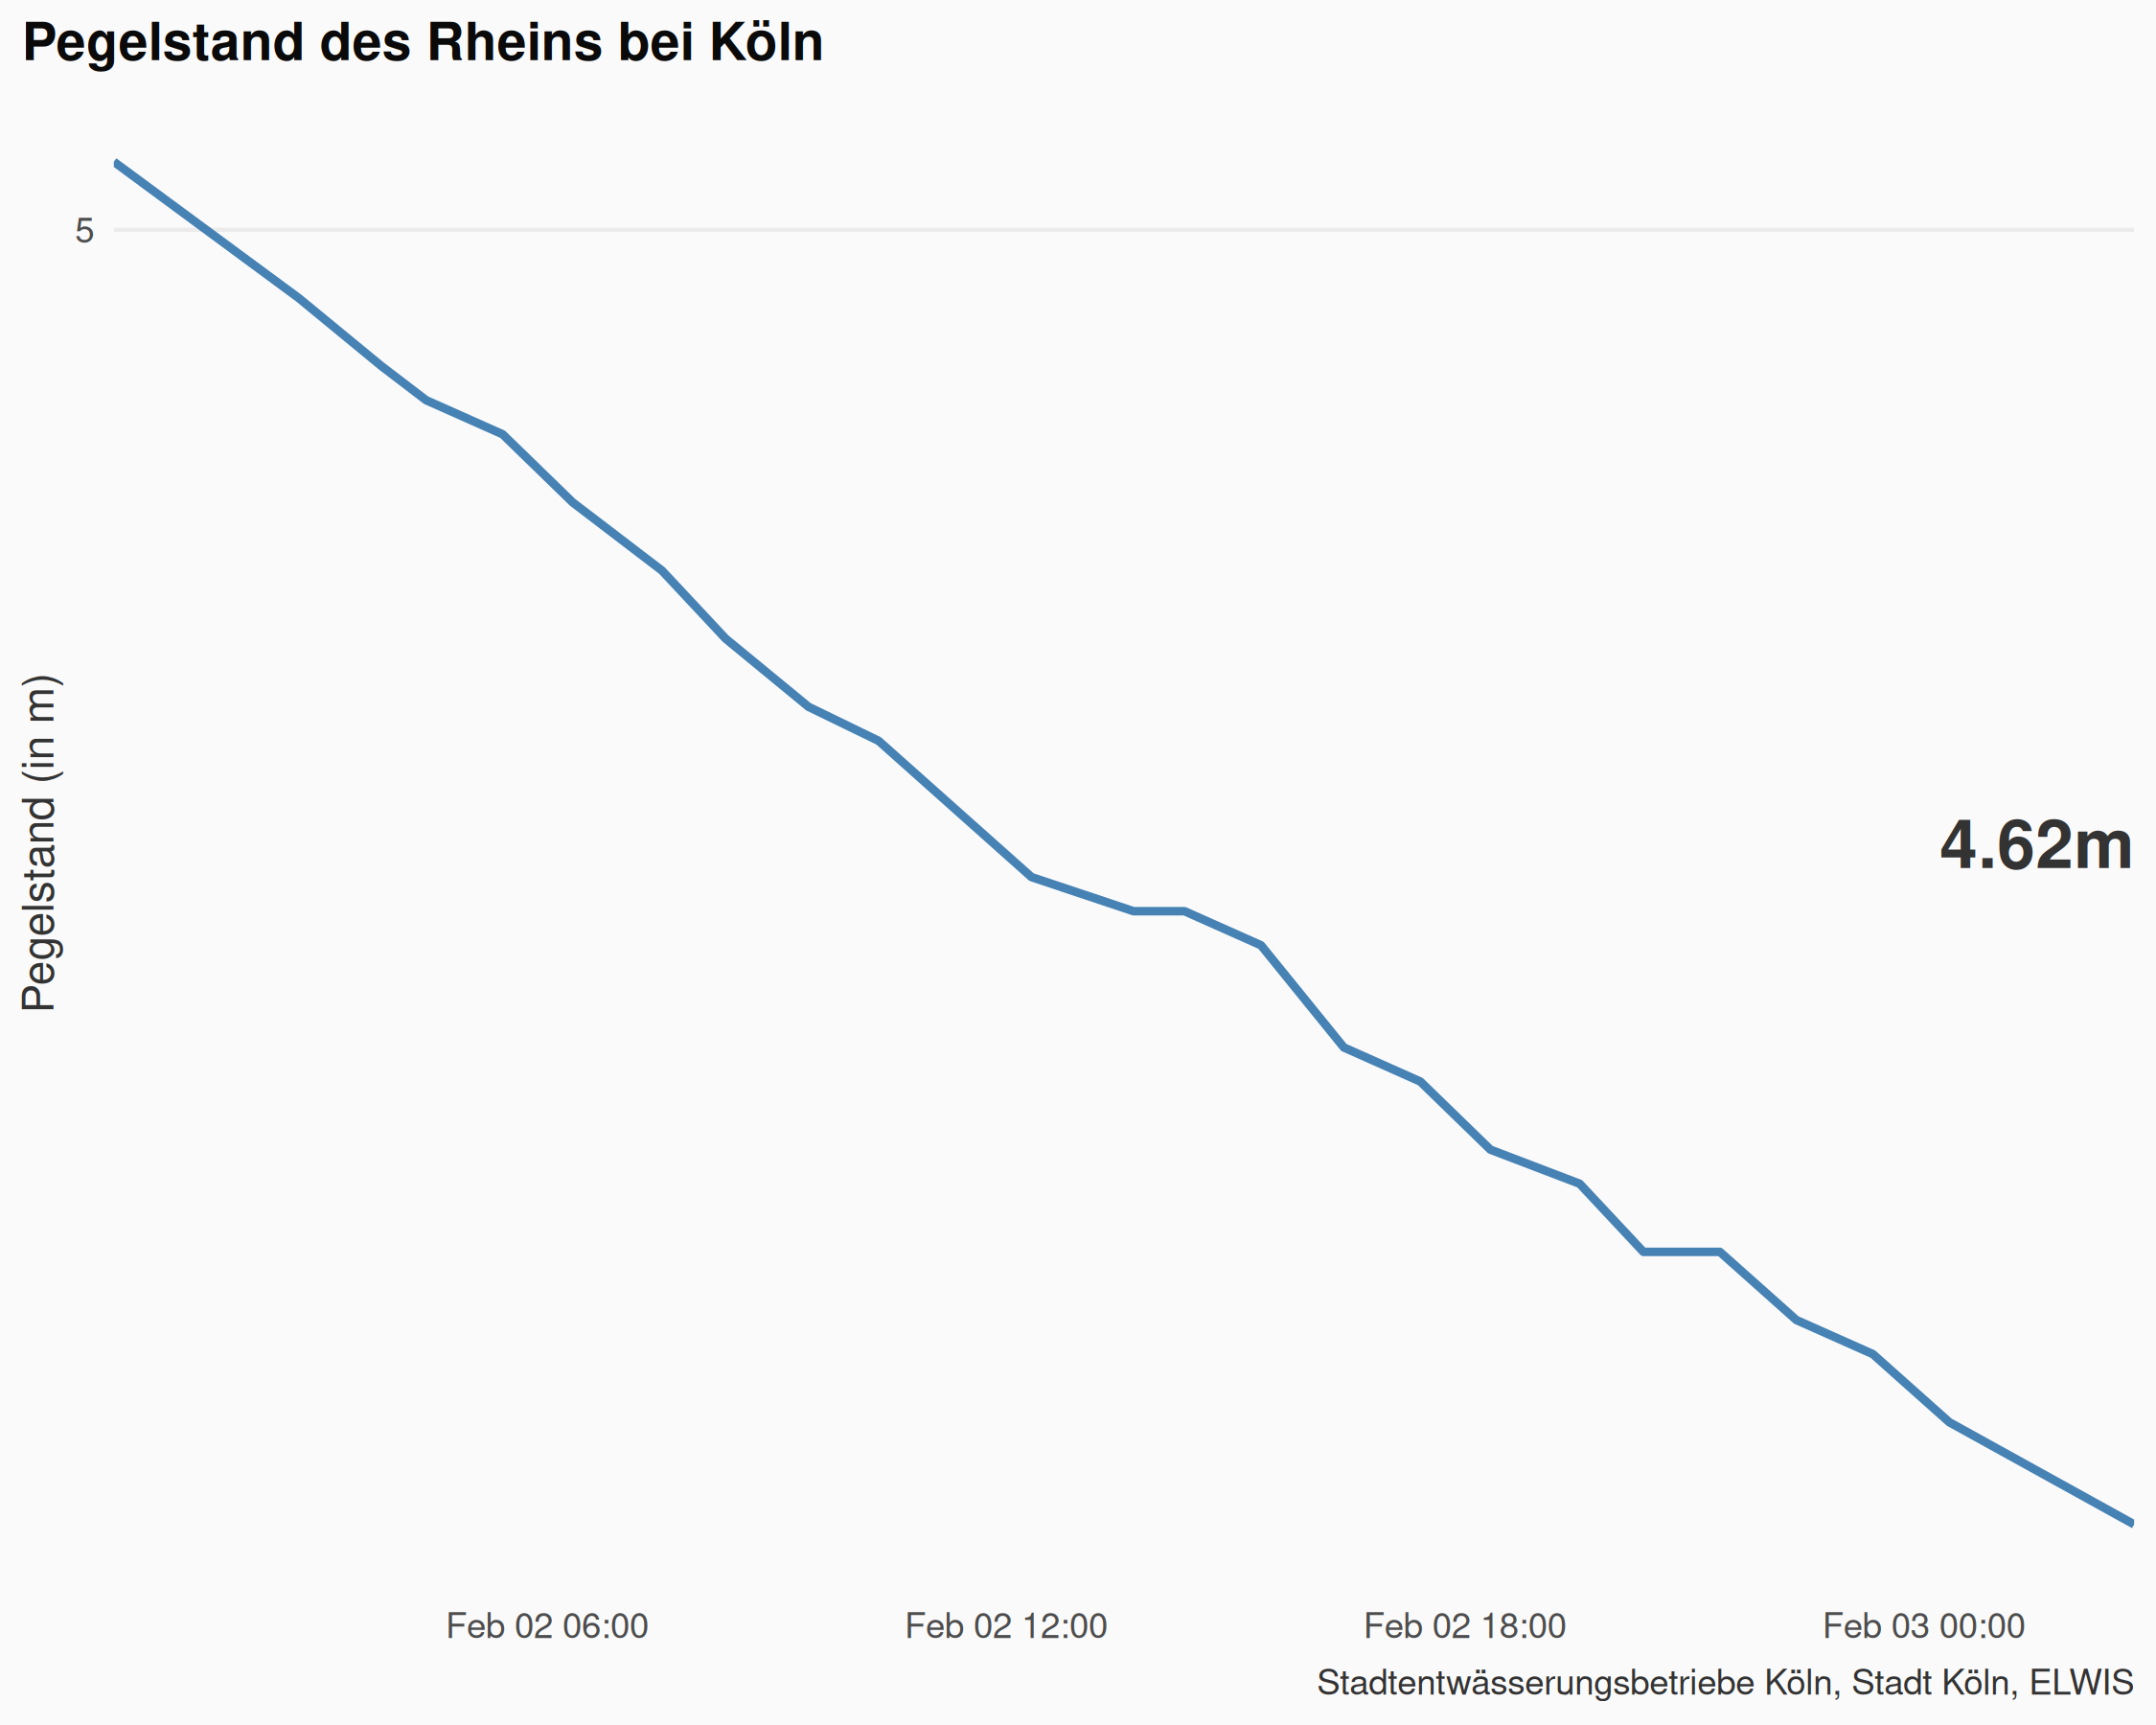 Pegelstand des Rheins bei Köln
5
Pegelstand (in m)
4.62m
Feb 02 06:00 Feb 02 12:00 Feb 02 18:00 Feb 03 00:00
Stadtentwässerungsbetriebe Köln, Stadt Köln, ELWIS